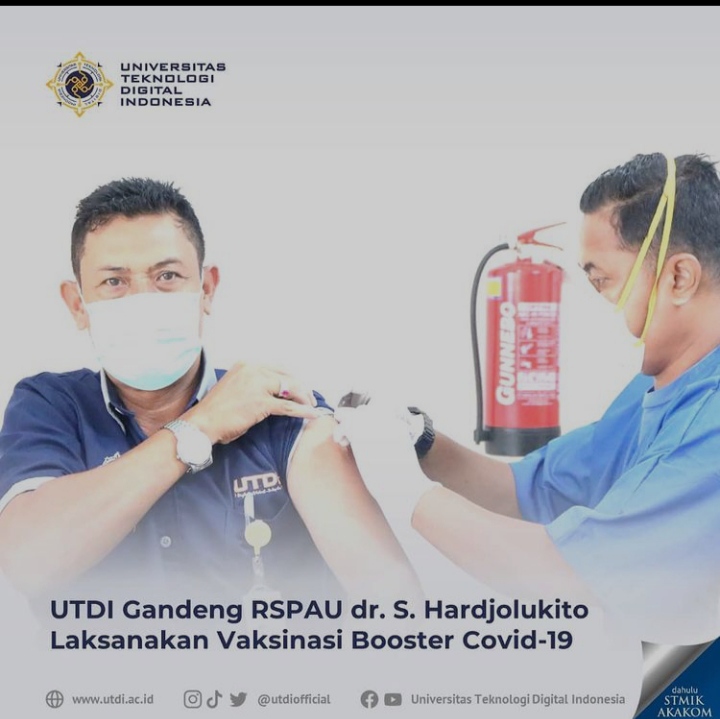 UNIVERSITAS
TEKNOLOGI
DIGITAL
INDONESIA
GUNNEBO
UTDI
UTDI Gandeng RSPAU dr. S. Hardjolukito
Laksanakan Vaksinasi Booster Covid-19
www.utdi.ac.id
@utdiofficial
Universitas Teknologi Digital Indonesia
dahulu
STMIK
AKAKOM